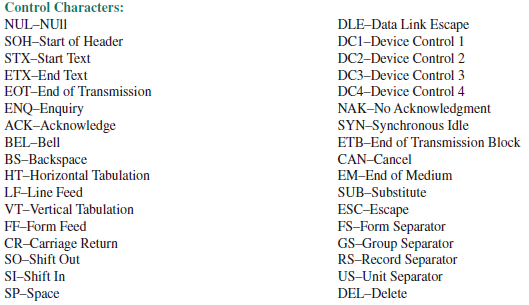 Control Characters:
NUL–NUll
SOH–Start of Header
STX–Start Text
ETX–End Text
EOT–End of Transmission
ENQ–Enquiry
ACK–Acknowledge
BEL–Bell
BS–Backspace
HT–Horizontal Tabulation
LF–Line Feed
VT–Vertical Tabulation
FF–Form Feed
CR–Carriage Return
SO–Shift Out
SI–Shift In
SP–Space
DLE–Data Link Escape
DC1–Device Control 1
DC2–Device Control 2
DC3–Device Control 3
DC4–Device Control 4
NAK–No Acknowledgment
SYN–Synchronous Idle
ETB–End of Transmission Block
CAN–Cancel
EM–End of Medium
SUB–Substitute
ESC–Escape
FS–Form Separator
GS–Group Separator
RS–Record Separator
US–Unit Separator
DEL–Delete